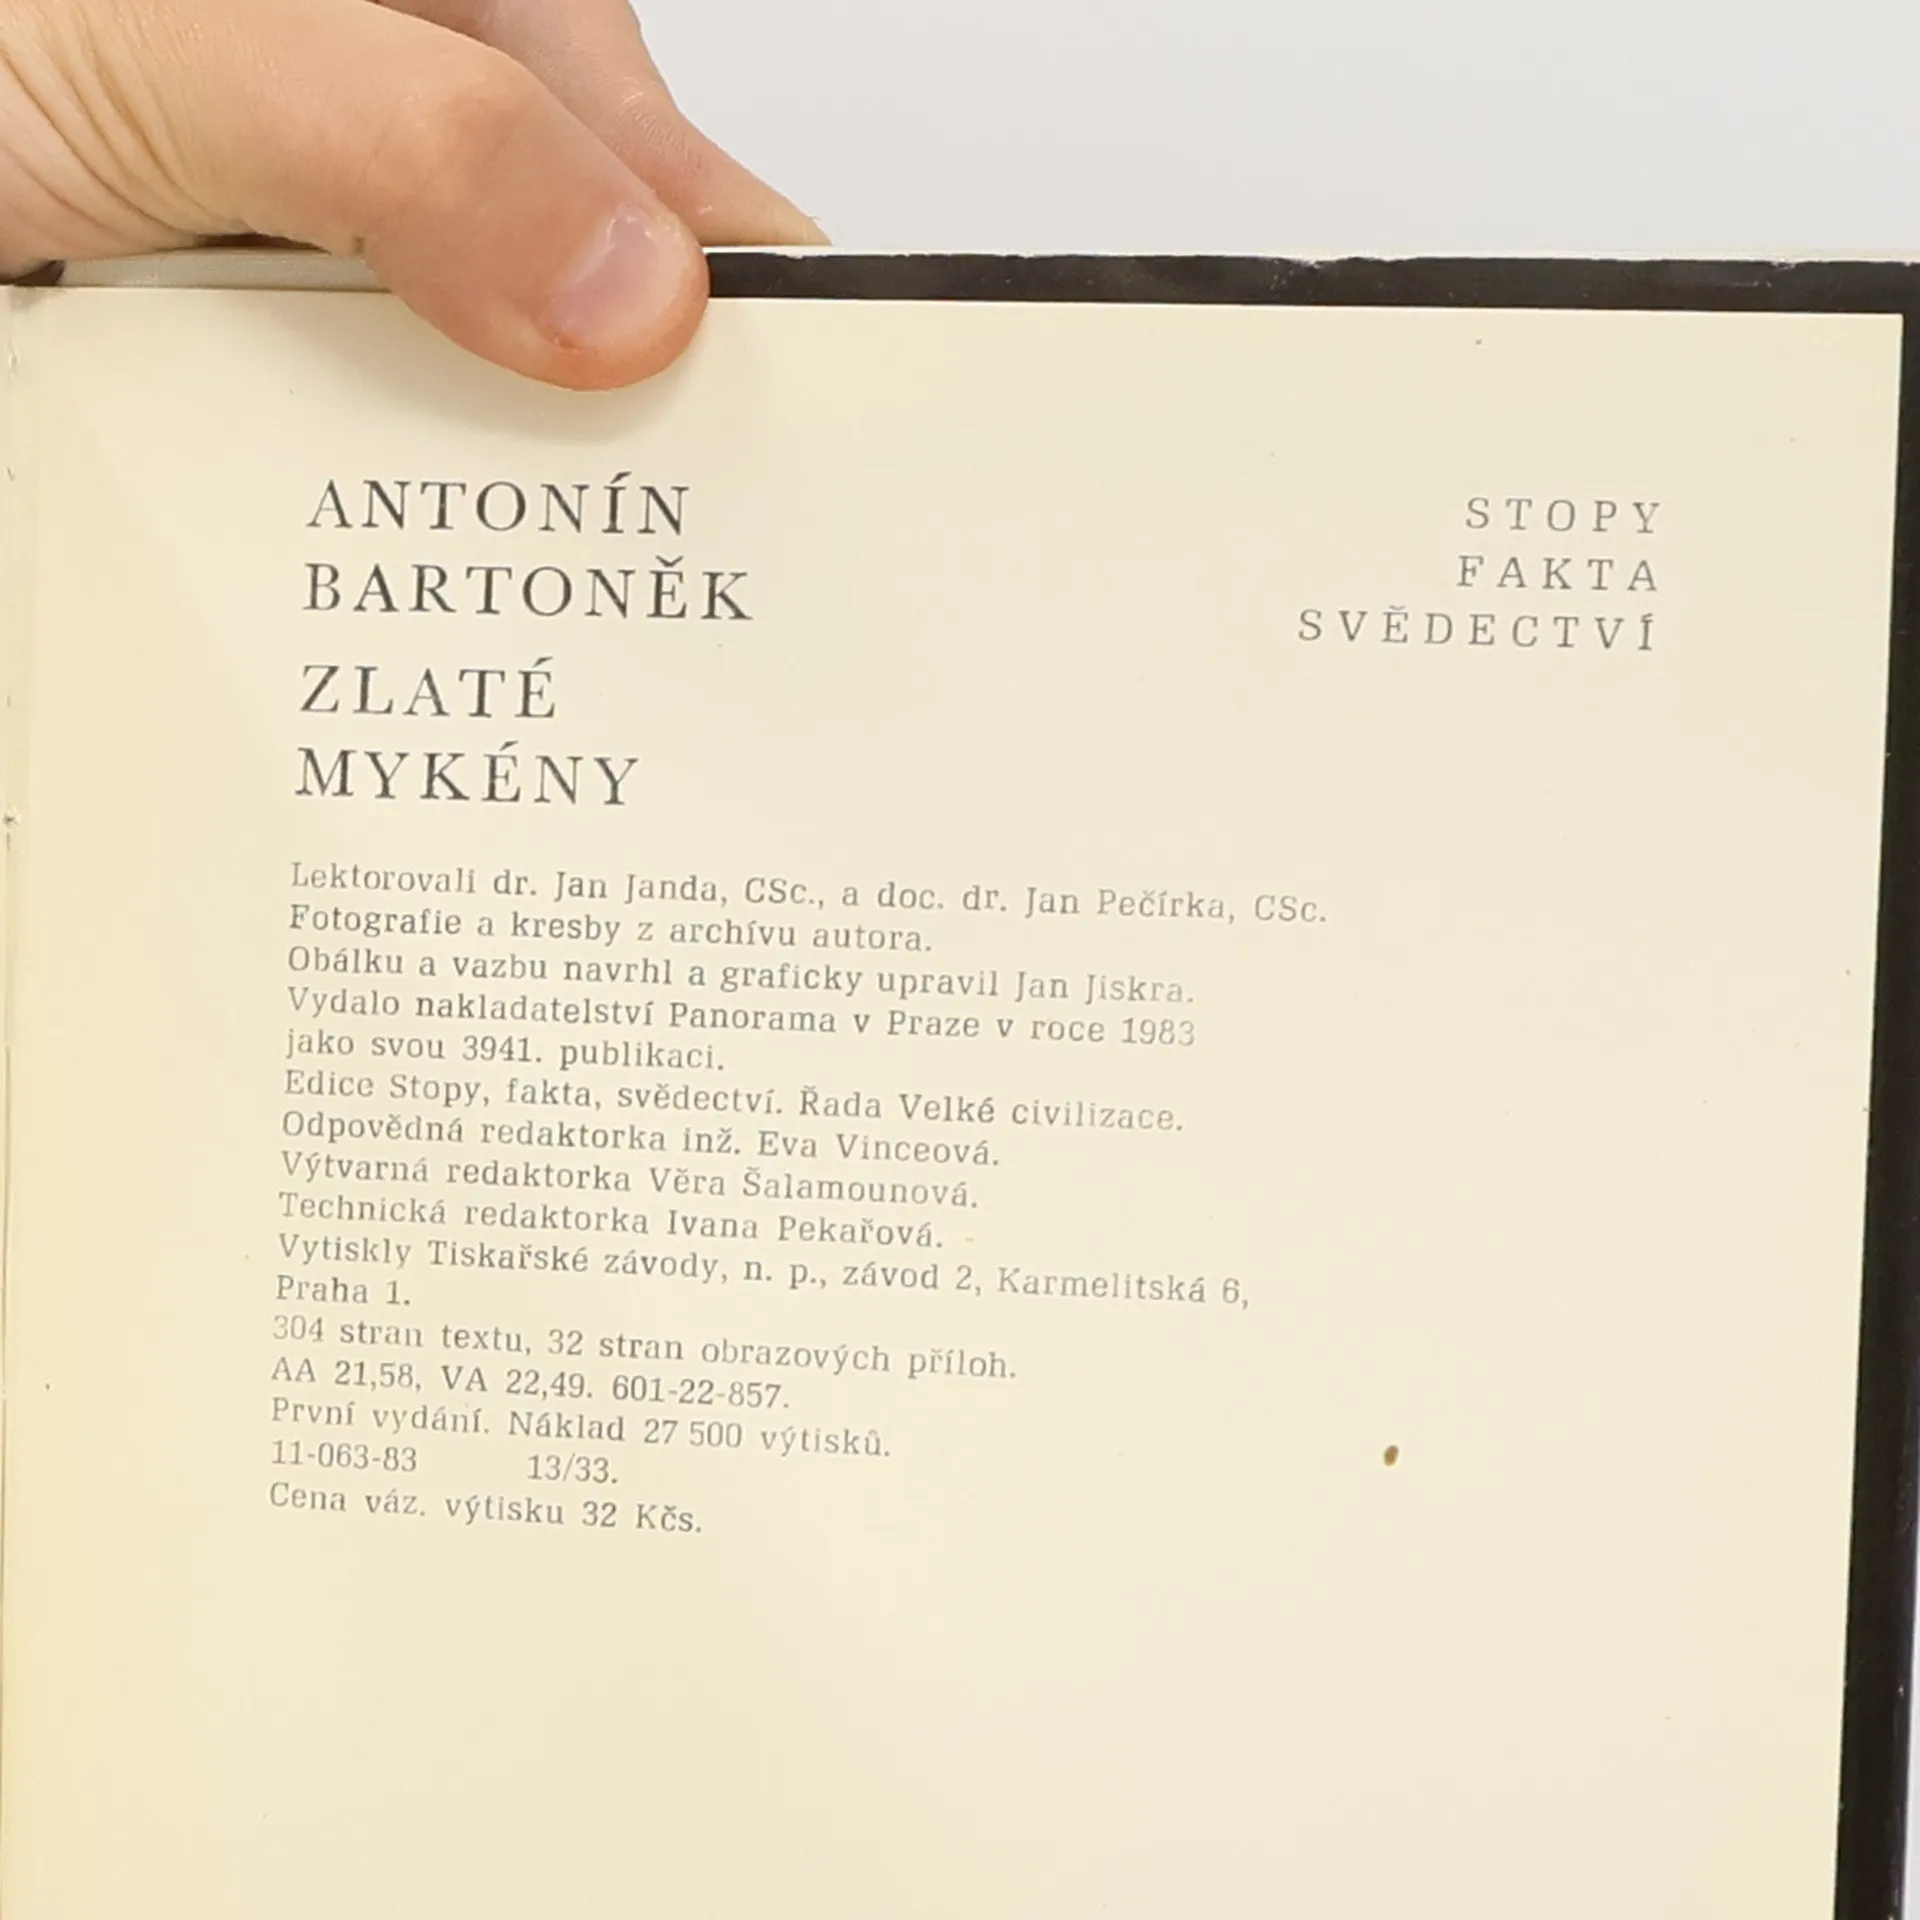 ANTONÍN
BARTONĚK
ZLATÉ
MYKÉNY
STOPY
FAKTA
SVĚDECTVÍ
Lektorovali dr. Jan Janda, CSc., a doc. dr. Jan Pečírka, CSc.
Fotografie a kresby z archívu autora.
Obálku a vazbu navrhl a graficky upravil Jan Jiskra.
Vydalo nakladatelství Panorama v Praze v roce 1983
jako svou 3941. publikaci.
Edice Stopy, fakta, svědectví. Řada Velké civilizace.
Odpovědná redaktorka inž. Eva Vinceová.
Výtvarná redaktorka Věra Šalamounová.
Technická redaktorka Ivana Pekařová.
Vytiskly Tiskařské závody, n. p., závod 2, Karmelitská 6,
Praha 1.
304 stran textu, 32 stran obrazových příloh.
AA 21,58, VA 22,49. 601-22-857.
První vydání. Náklad 27 500 výtisků.
11-063-83 13/33.
Cena váz. výtisku 32 Kčs.